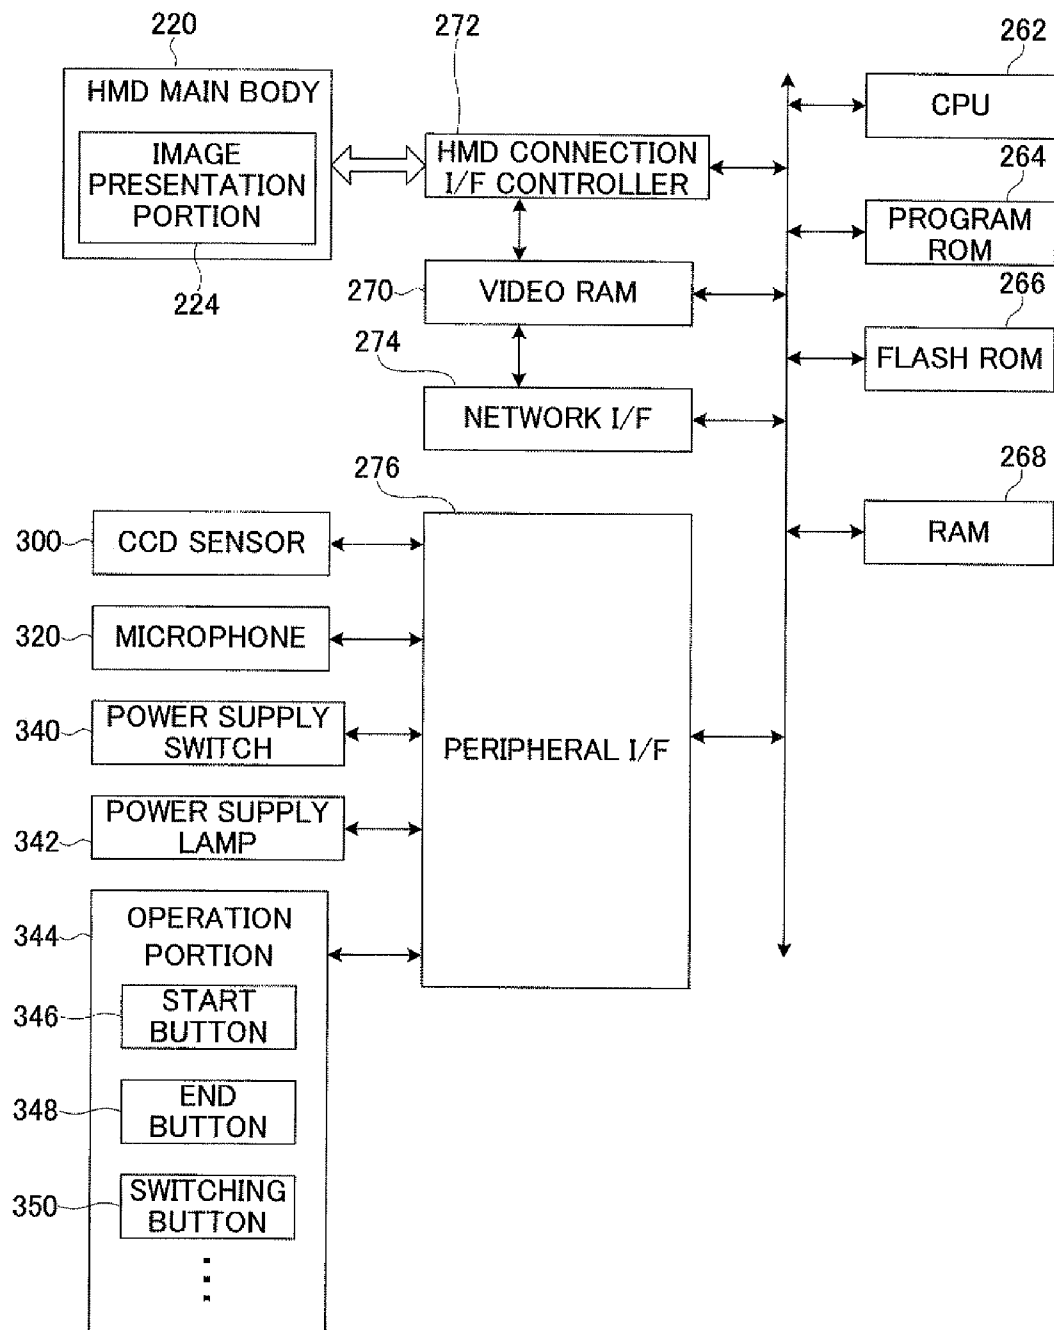 220
272
262
HMD MAIN BODY
IMAGE
PRESENTATION
PORTION
224
HMD CONNECTION
I/F CONTROLLER
CPU
264
PROGRAM
ROM
270
VIDEO RAM
266
FLASH ROM
274
NETWORK I/F
276
268
RAM
300
CCD SENSOR
320
MICROPHONE
340
POWER SUPPLY
SWITCH
PERIPHERAL I/F
342
POWER SUPPLY
LAMP
344
OPERATION
PORTION
346
START
BUTTON
348
END
BUTTON
350
SWITCHING
BUTTON